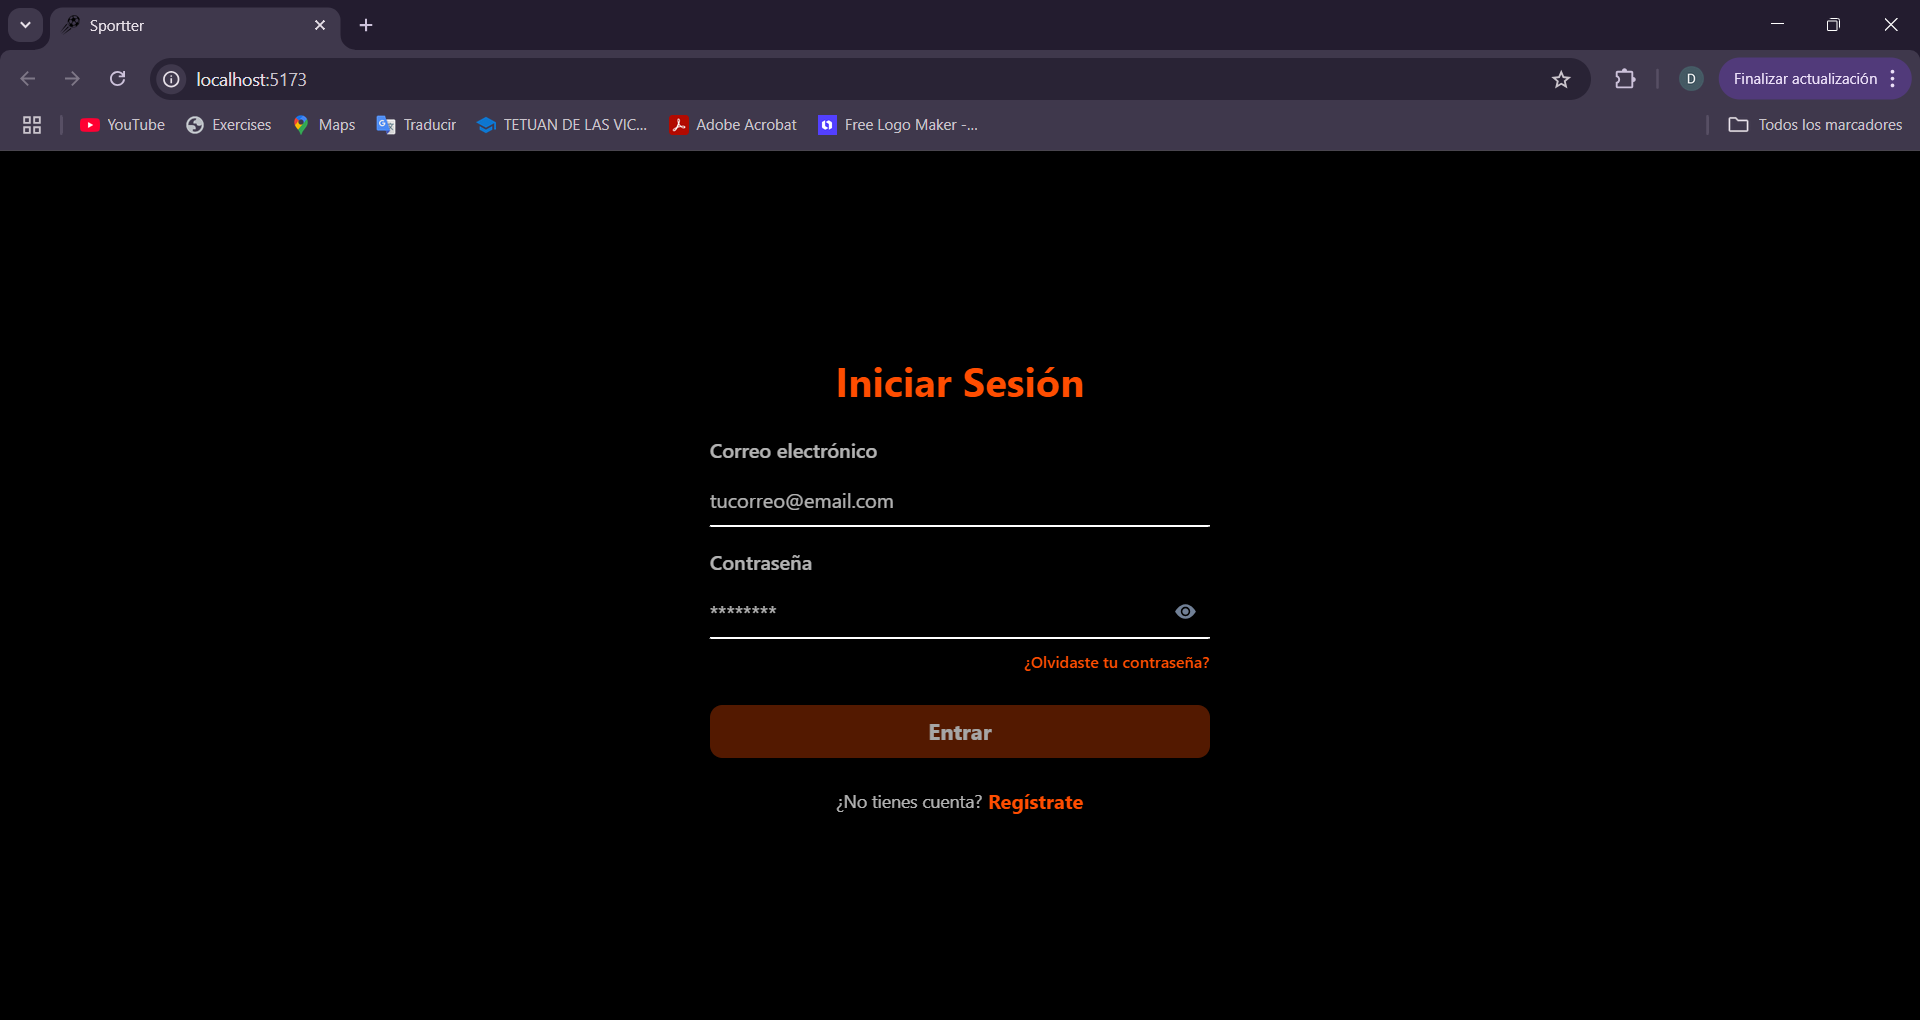 Sportter
localhost:5173
D
Finalizar actualización
YouTube
Exercises
Maps
Traducir
TETUAN DE LAS VIC...
Adobe Acrobat
Free Logo Maker -...
Todos los marcadores
Iniciar Sesión
Correo electrónico
tucorreo@email.com
Contraseña
********
¿Olvidaste tu contraseña?
Entrar
¿No tienes cuenta? Regístrate